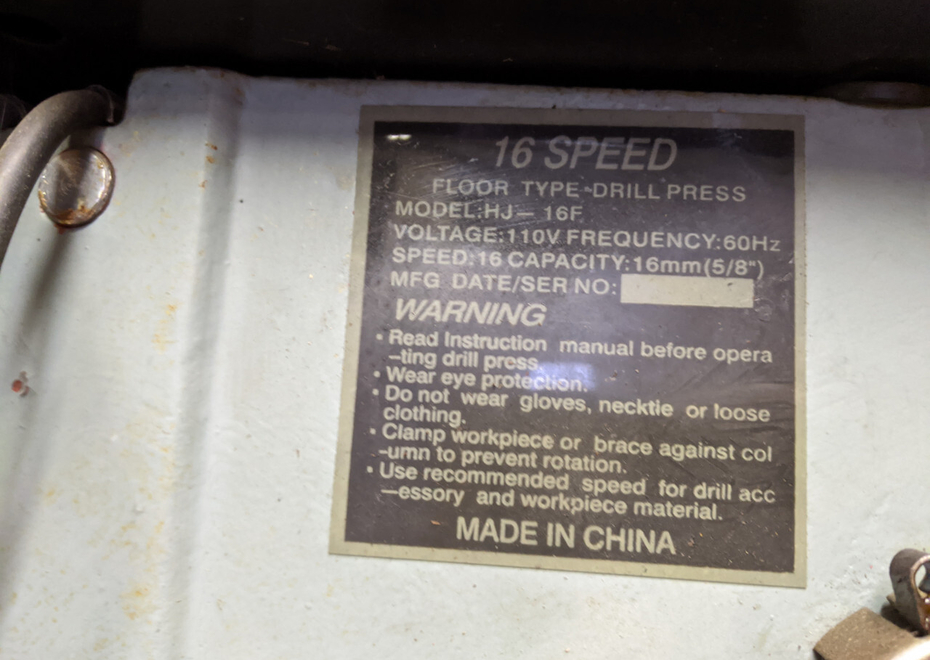 16 SPEED
FLOOR TYPE-DRILL PRESS
MODEL:HJ— 16F
VOLTAGE:110V FREQUENCY:60Hz
SPEED:16 CAPACITY:16mm(5/8")
MFG DATE/SER NO:
WARNING
• Read Instruction manual before opera
—ting drill press.
• Wear eye protection.
• Do not wear gloves, necktie or loose
clothing.
• Clamp workpiece or brace against col
-umn to prevent rotation.
• Use recommended speed for drill acc
—essory and workpiece material.
MADE IN CHINA